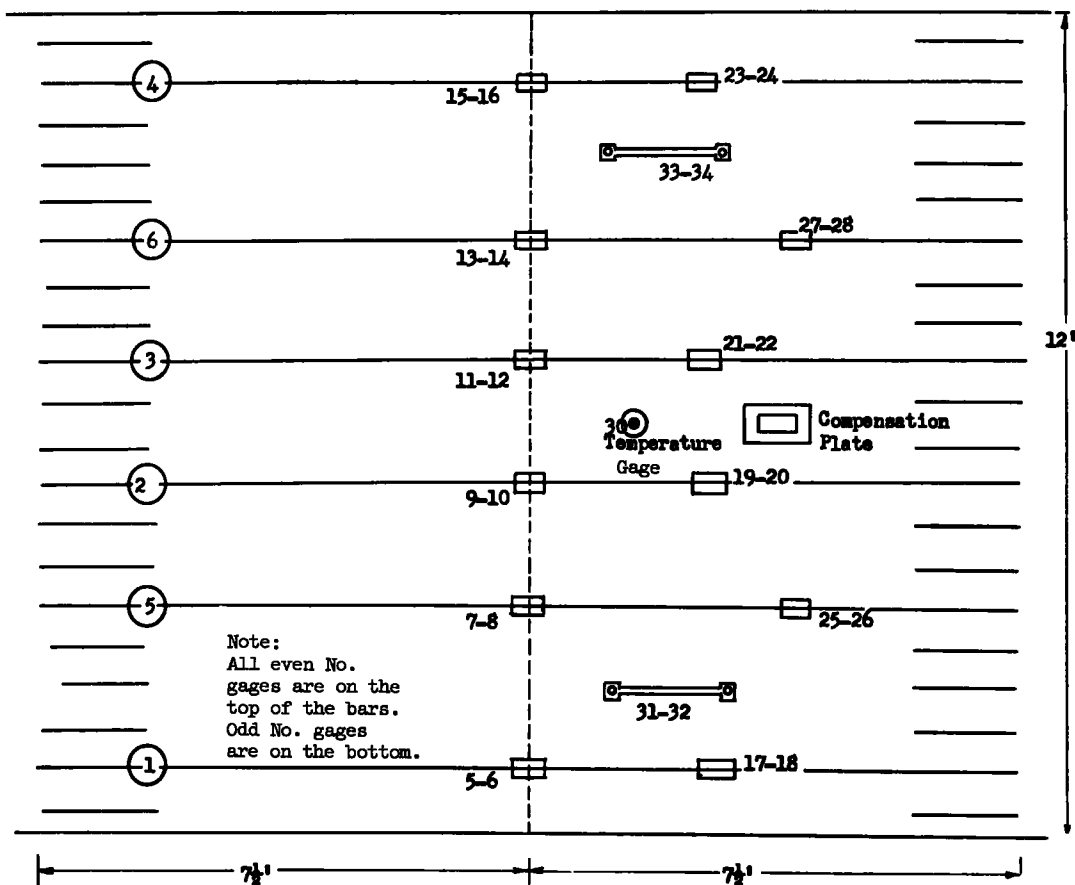 4
15-16
23-24
33-34
6
13-14
27-28
3
11-12
21-22
12'
30
Temperature
Gage
Compensation
Plate
2
9-10
19-20
5
7-8
25-26
Note:
All even No.
gages are on the
top of the bars.
Odd No. gages
are on the bottom.
31-32
1
5-6
17-18
7½'
7½'